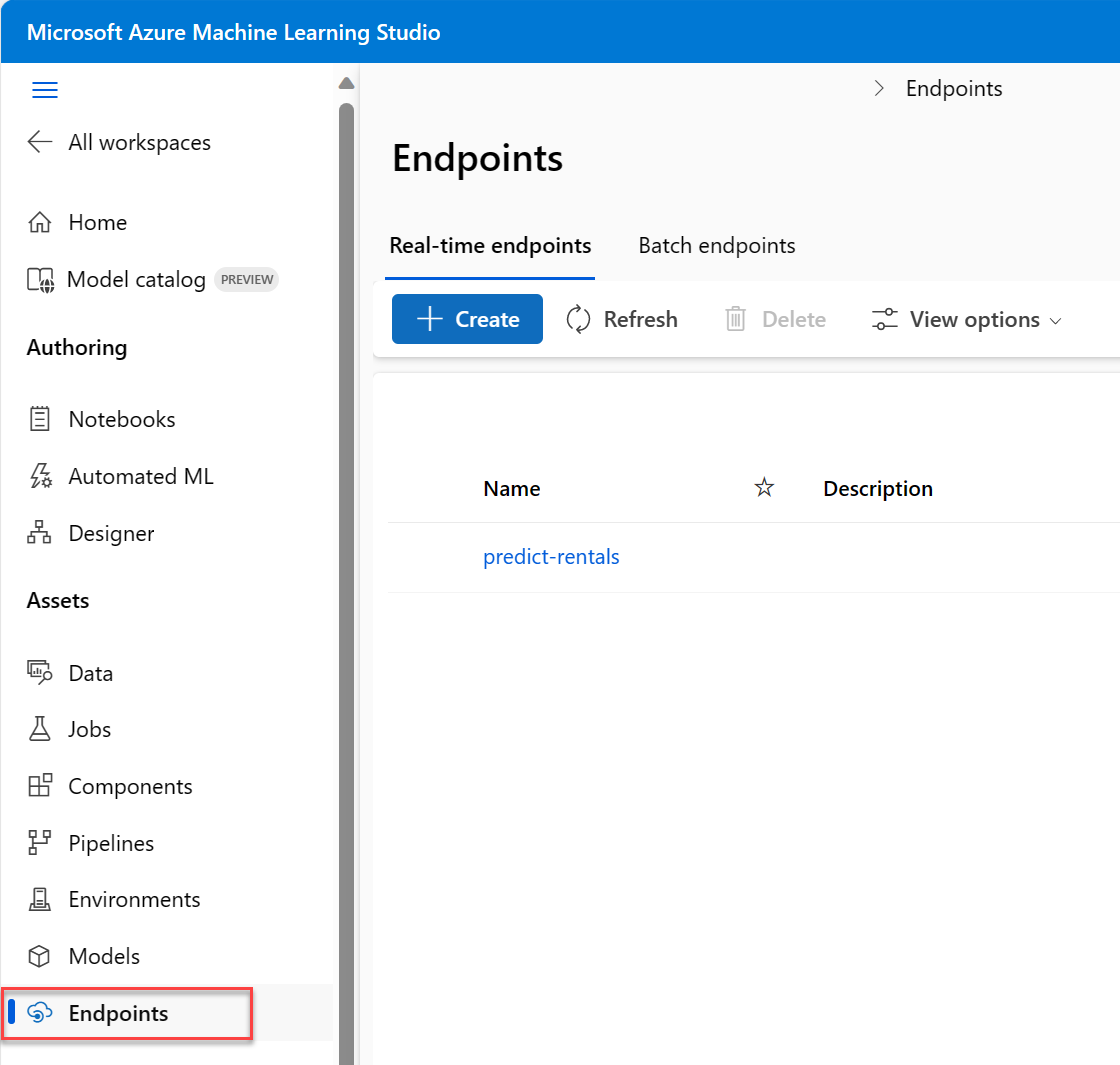 Microsoft Azure Machine Learning Studio
All workspaces
Home
Model catalog PREVIEW
Authoring
Notebooks
Automated ML
Designer
Assets
Data
Jobs
Components
Pipelines
Environments
Models
Endpoints
Endpoints
Endpoints
Real-time endpoints Batch endpoints
Create Refresh Delete View options
Name Description
predict-rentals